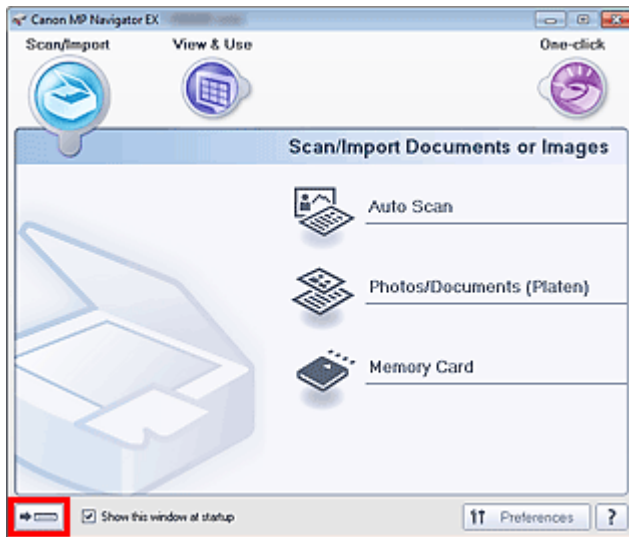 Canon MP Navigator EX
Scan/Import View & Use One-click
Scan/Import Documents or Images
Auto Scan
Photos/Documents (Platen)
Memory Card
Show this window at startup
Preferences ?